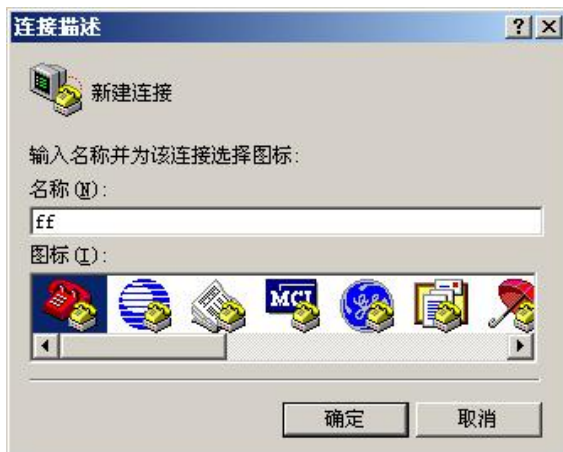 连接描述
新建连接
输入名称并为该连接选择图标:
名称(N):
ff
图标(I):
MCI
确定 取消